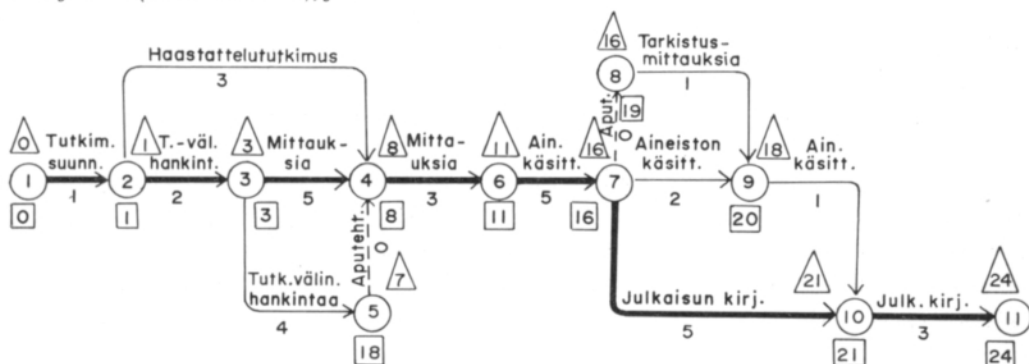 Haastattelututkimus
3
16
8
Tarkistus-
mittauksia
1
Aput.
0
19
0
Tutkim.
suunn.
1
1
0
1
T.-väl.
hankint.
2
2
1
3
Mittauk-
sia
3
5
3
8
Mitta-
uksia
4
3
8
11
Ain.
käsitt.
6
5
11
16
Aineiston
käsitt.
7
2
16
18
Ain.
käsitt.
9
1
20
Aputeht.
0
7
Tutk.välin.
hankintaa
4
5
18
Julkaisun kirj.
5
21
10
21
Julk. kirj.
3
24
11
24